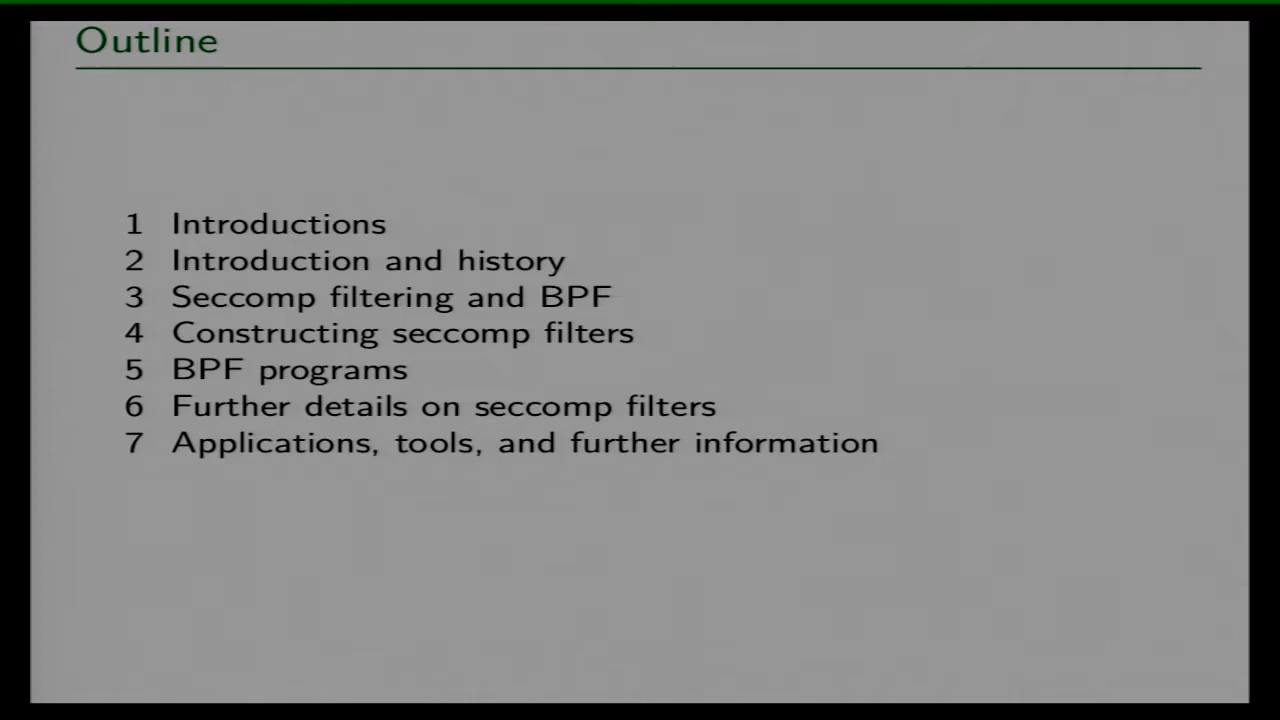 Outline
1 Introductions
2 Introduction and history
3 Seccomp filtering and BPF
4 Constructing seccomp filters
5 BPF programs
6 Further details on seccomp filters
7 Applications, tools, and further information